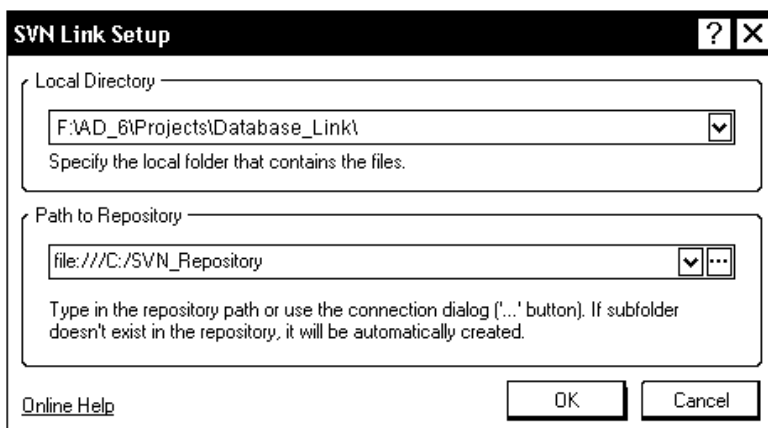 SVN Link Setup
?
Local Directory
F:\AD_6\Projects\Database_Link\
Specify the local folder that contains the files.
Path to Repository
file:///C:/SVN_Repository
...
Type in the repository path or use the connection dialog ('...' button). If subfolder
doesn't exist in the repository, it will be automatically created.
Online Help
OK
Cancel